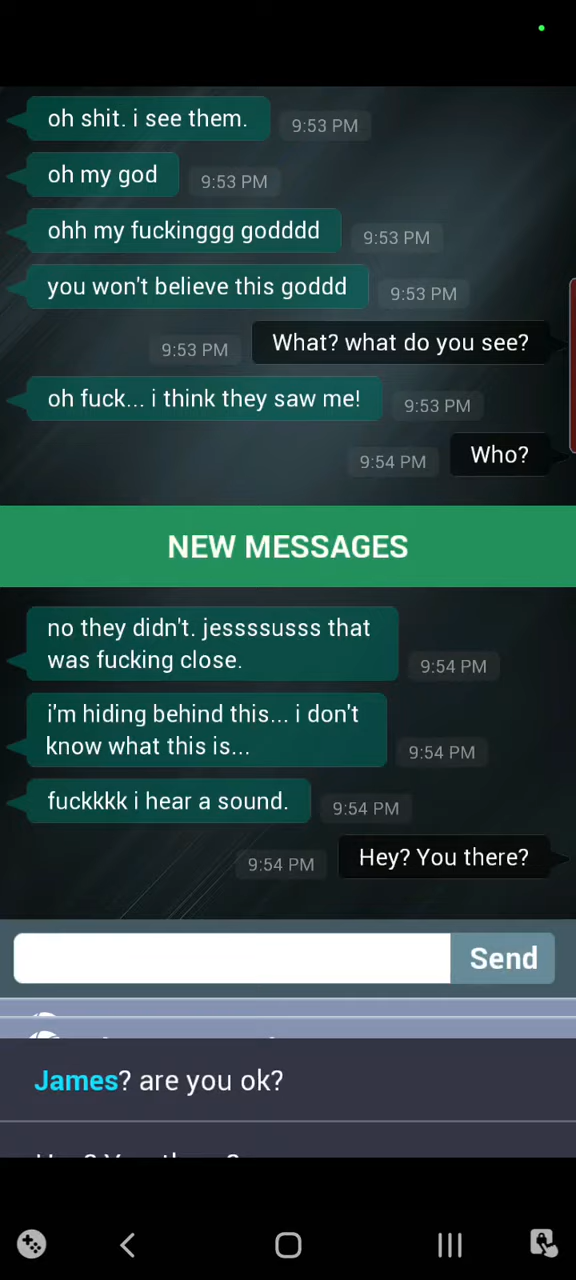 oh shit. i see them.
9:53 PM
oh my god
9:53 PM
ohh my fuckinggg godddd
9:53 PM
you won't believe this goddd
9:53 PM
9:53 PM
What? what do you see?
oh fuck... i think they saw me!
9:53 PM
9:54 PM
Who?
NEW MESSAGES
no they didn't. jessssusss that
was fucking close.
9:54 PM
i'm hiding behind this... i don't
know what this is...
9:54 PM
fuckkkk i hear a sound.
9:54 PM
9:54 PM
Hey? You there?
Send
James? are you ok?